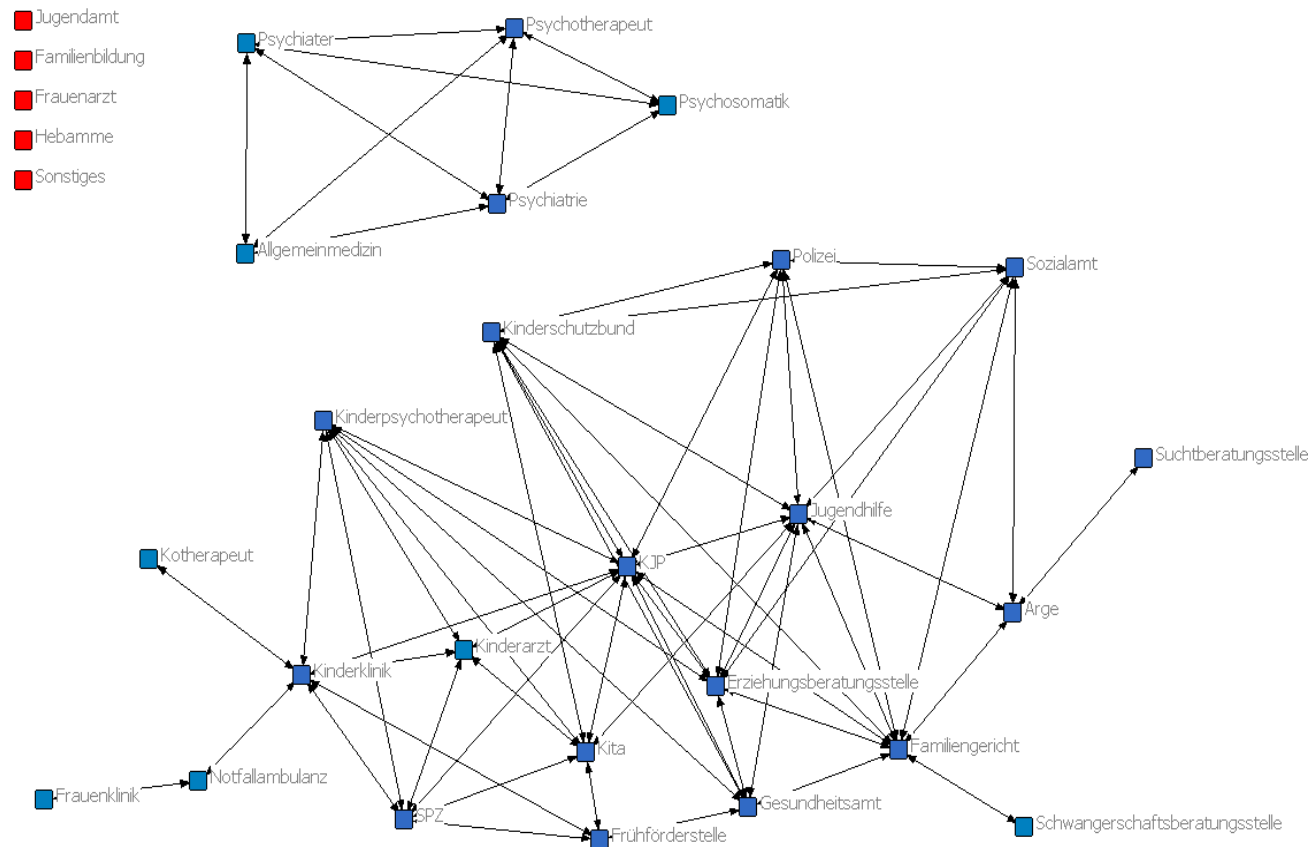 Jugendamt
Familienbildung
Frauenarzt
Hebamme
Sonstiges
Psychiater
Psychotherapeut
Psychosomatik
Psychiatrie
Allgemeinmedizin
Polizei
Sozialamt
Kinderschutzbund
Kinderpsychotherapeut
Suchtberatungsstelle
Jugendhilfe
Kotherapeut
KJP
Arge
Kinderarzt
Kinderklinik
Erziehungsberatungsstelle
Kita
Familiengericht
Notfallambulanz
Frauenklinik
SPZ
Gesundheitsamt
Frühförderstelle
Schwangerschaftsberatungsstelle